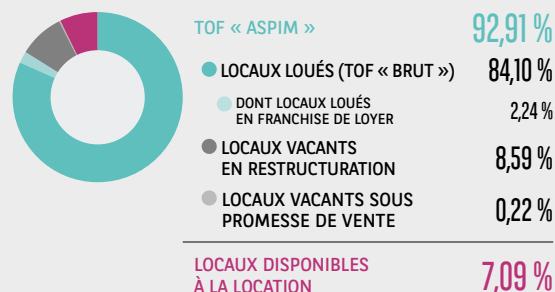 TOF « ASPIM » 92,91 %
LOCAUX LOUÉS (TOF « BRUT ») 84,10 %
DONT LOCAUX LOUÉS
EN FRANCHISE DE LOYER 2,24 %
LOCAUX VACANTS
EN RESTRUCTURATION 8,59 %
LOCAUX VACANTS SOUS
PROMESSE DE VENTE 0,22 %
LOCAUX DISPONIBLES
À LA LOCATION 7,09 %